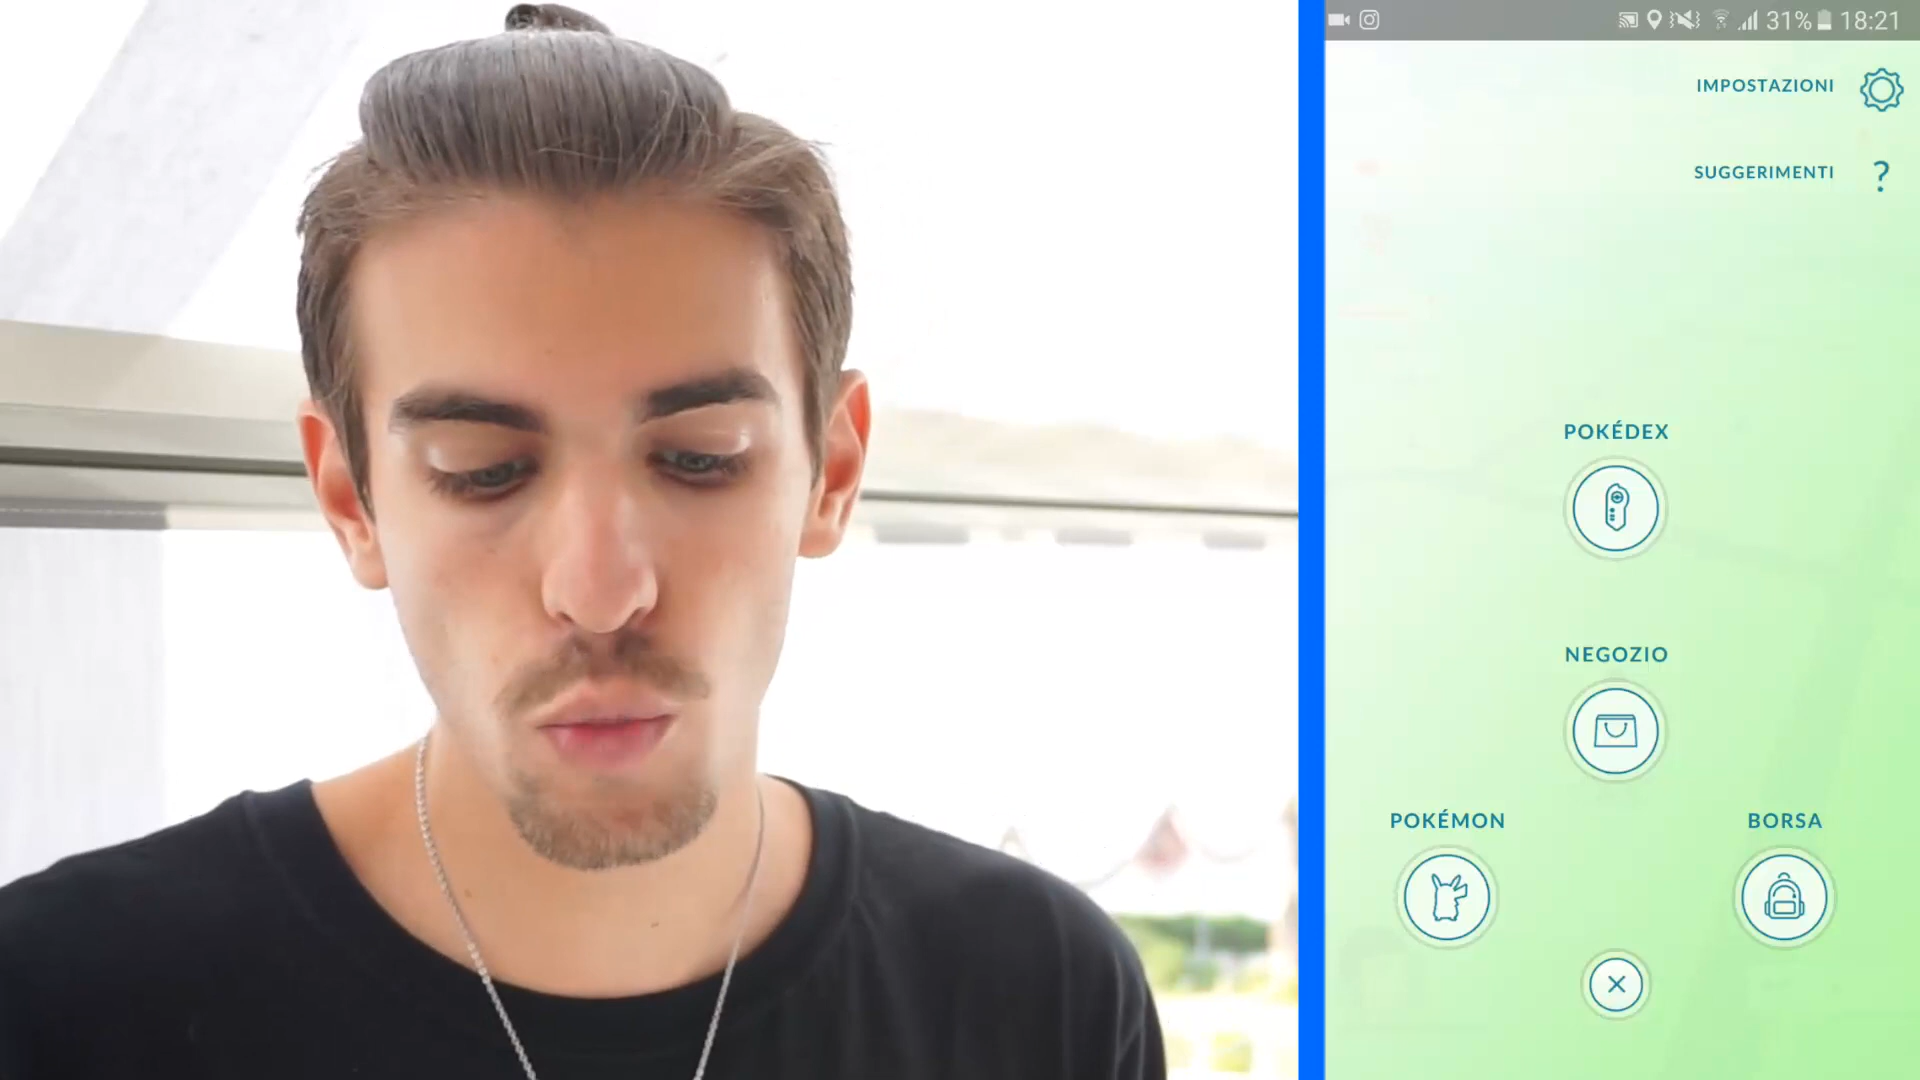 31% 18:21
IMPOSTAZIONI
SUGGERIMENTI
?
POKÉDEX
NEGOZIO
POKÉMON
BORSA